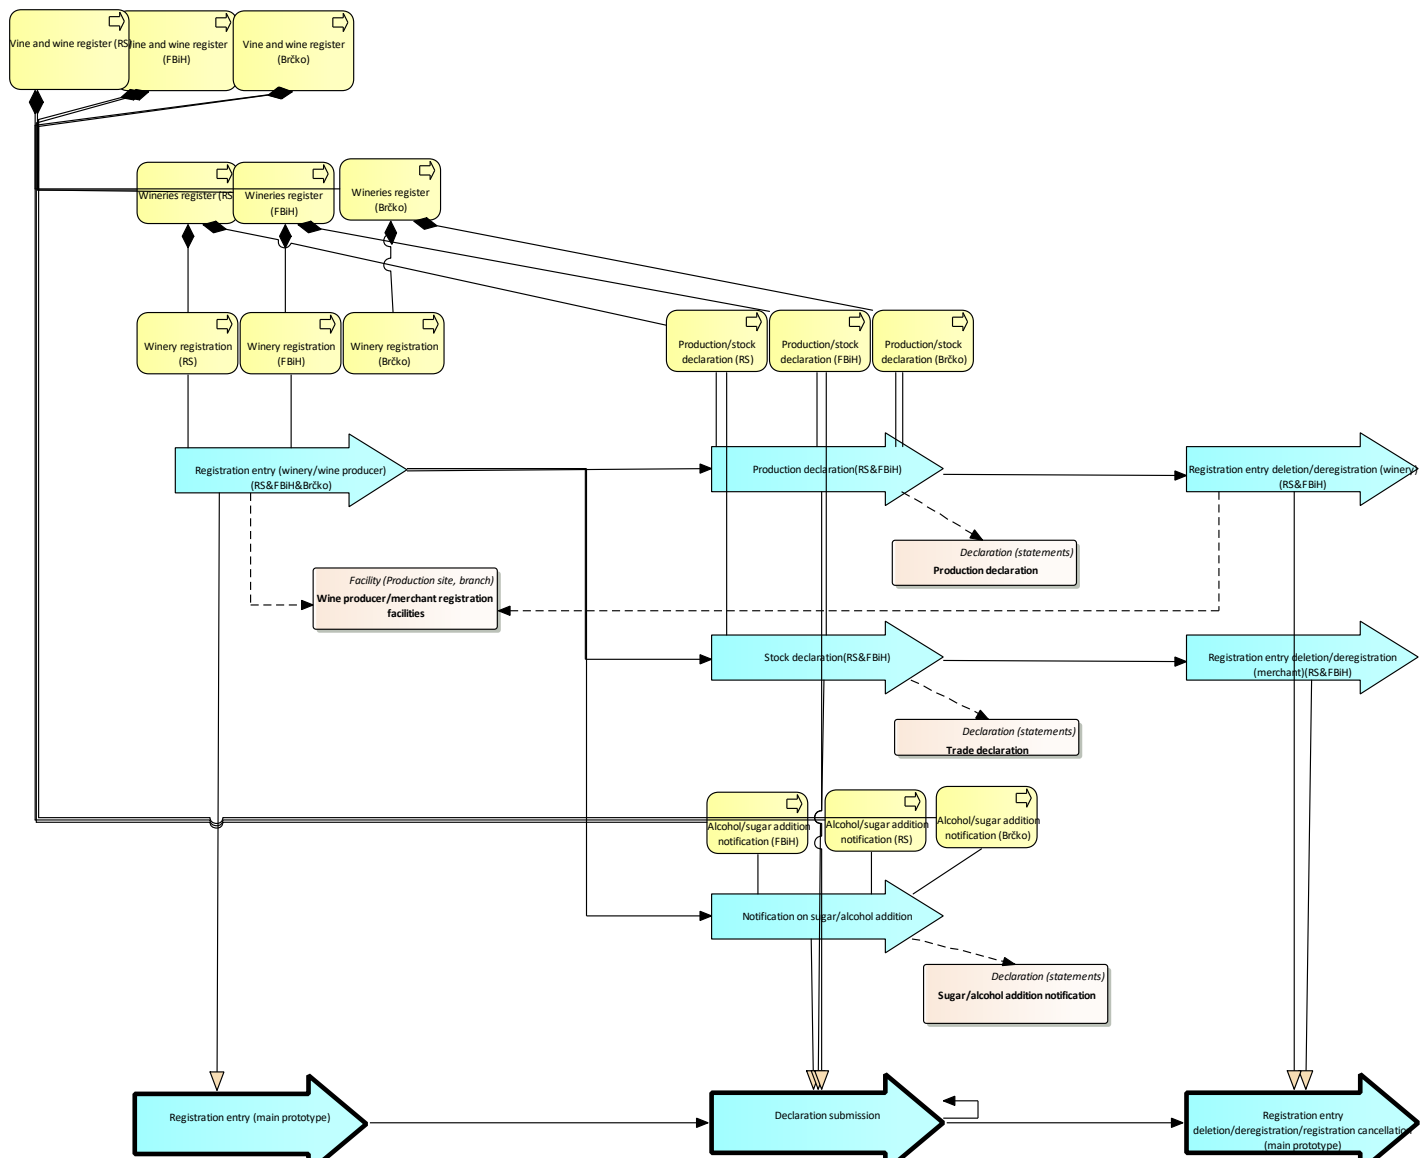 Vine and wine register (RS)
Vine and wine register
(FBiH)
Vine and wine register
(Brčko)
Wineries register (RS
Wineries register
(FBiH)
Wineries register
(Brčko)
Winery registration
(RS)
Winery registration
(FBiH)
Winery registration
(Brčko)
Production/stock
declaration (RS)
Production/stock
declaration (FBiH)
Production/stock
declaration (Brčko)
Registration entry (winery/wine producer)
(RS&FBiH&Brčko)
Production declaration(RS&FBiH)
Registration entry deletion/deregistration (winery)
(RS&FBiH)
Declaration (statements)
Production declaration
Facility (Production site, branch)
Wine producer/merchant registration
facilities
Stock declaration(RS&FBiH)
Registration entry deletion/deregistration
(merchant)(RS&FBiH)
Declaration (statements)
Trade declaration
Alcohol/sugar addition
notification (FBiH)
Alcohol/sugar addition
notification (RS)
Alcohol/sugar addition
notification (Brčko)
Notification on sugar/alcohol addition
Declaration (statements)
Sugar/alcohol addition notification
Registration entry (main prototype)
Declaration submission
Registration entry
deletion/deregistration/registration cancellation
(main prototype)